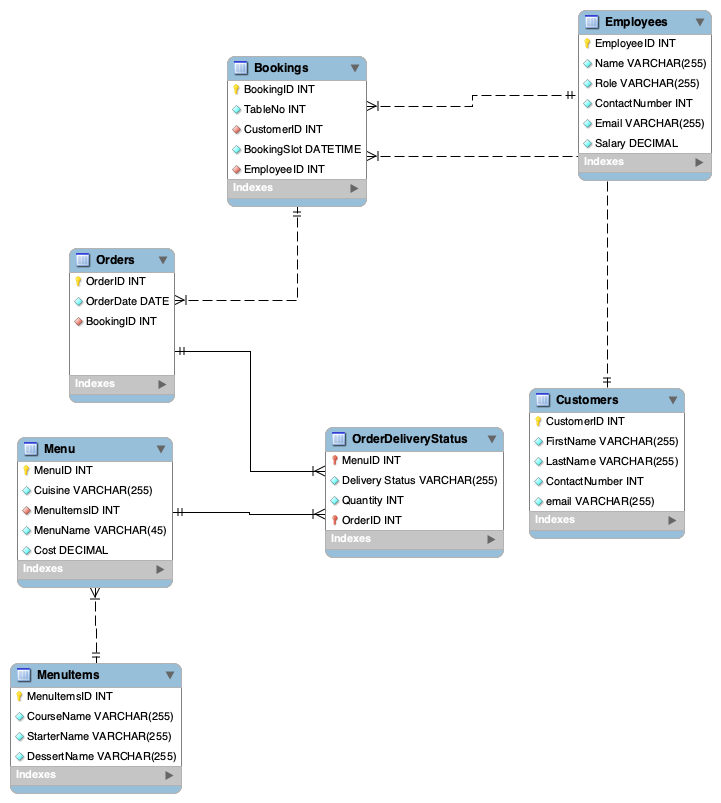 Employees
EmployeeID INT
Name VARCHAR(255)
Role VARCHAR(255)
ContactNumber INT
Email VARCHAR(255)
Salary DECIMAL
Indexes
Bookings
BookingID INT
TableNo INT
CustomerID INT
BookingSlot DATETIME
EmployeeID INT
Indexes
Orders
OrderID INT
OrderDate DATE
BookingID INT
Indexes
Customers
CustomerID INT
FirstName VARCHAR(255)
LastName VARCHAR(255)
ContactNumber INT
email VARCHAR(255)
Indexes
OrderDeliveryStatus
MenuID INT
Delivery Status VARCHAR(255)
Quantity INT
OrderID INT
Indexes
Menu
MenuID INT
Cuisine VARCHAR(255)
MenuItemsID INT
MenuName VARCHAR(45)
Cost DECIMAL
Indexes
MenuItems
MenuItemsID INT
CourseName VARCHAR(255)
StarterName VARCHAR(255)
DessertName VARCHAR(255)
Indexes